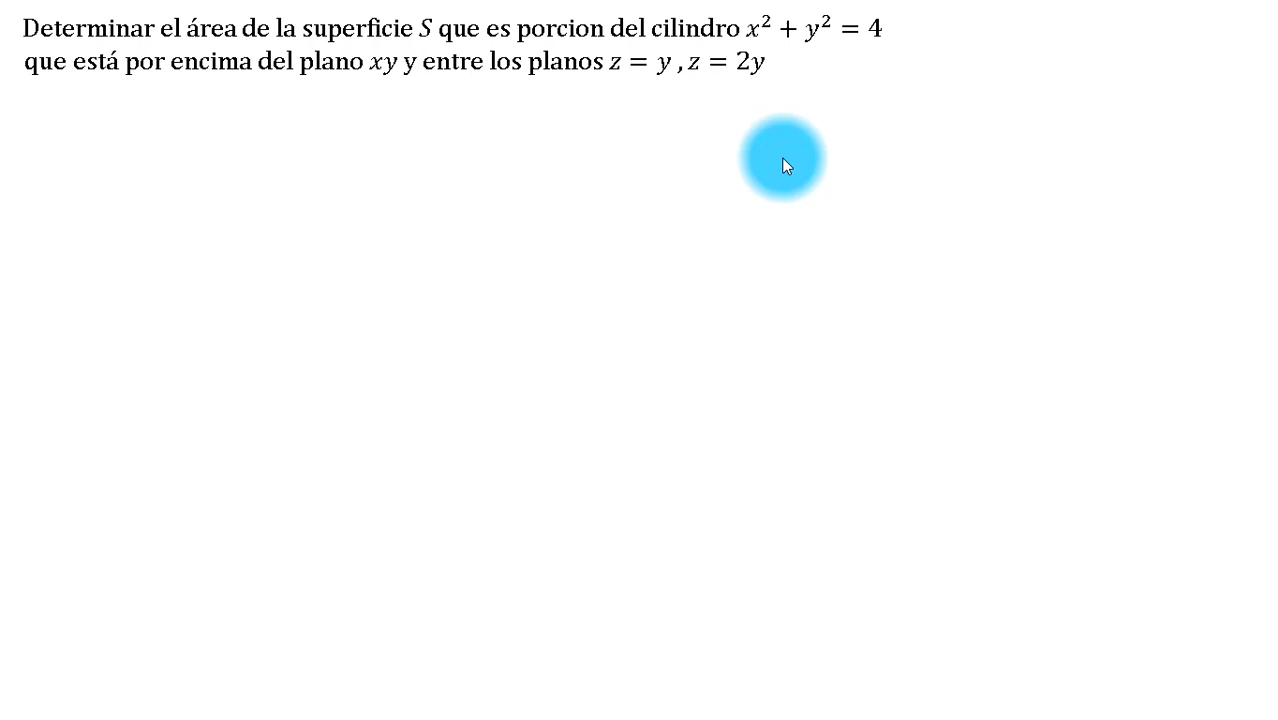 Determinar el área de la superficie S que es porcion del cilindro x² + y² = 4
que está por encima del plano xy y entre los planos z = y , z = 2y